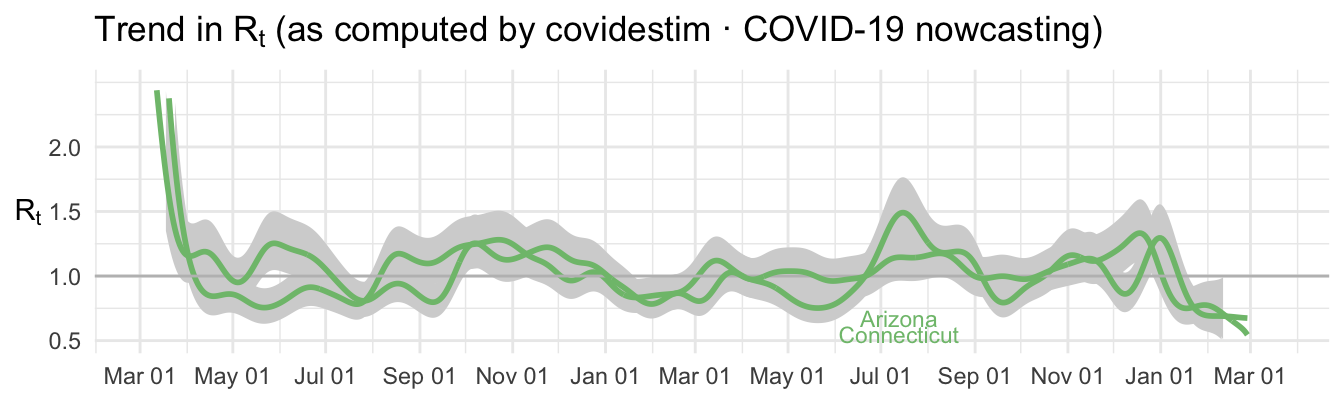 Trend in Rt (as computed by covidestim · COVID-19 nowcasting)
2.0
Rt
1.5
1.0
0.5
Arizona
Connecticut
Mar 01 May 01 Jul 01 Sep 01 Nov 01 Jan 01 Mar 01 May 01 Jul 01 Sep 01 Nov 01 Jan 01 Mar 01